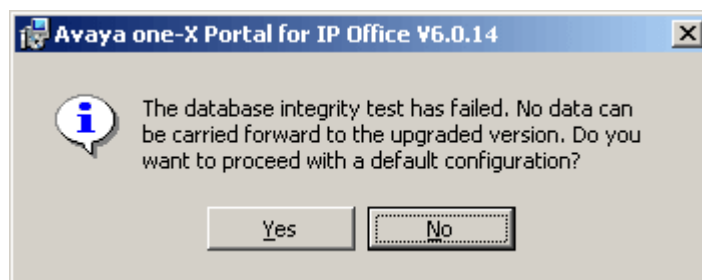 Avaya one-X Portal for IP Office V6.0.14
The database integrity test has failed. No data can
be carried forward to the upgraded version. Do you
want to proceed with a default configuration?
Yes No